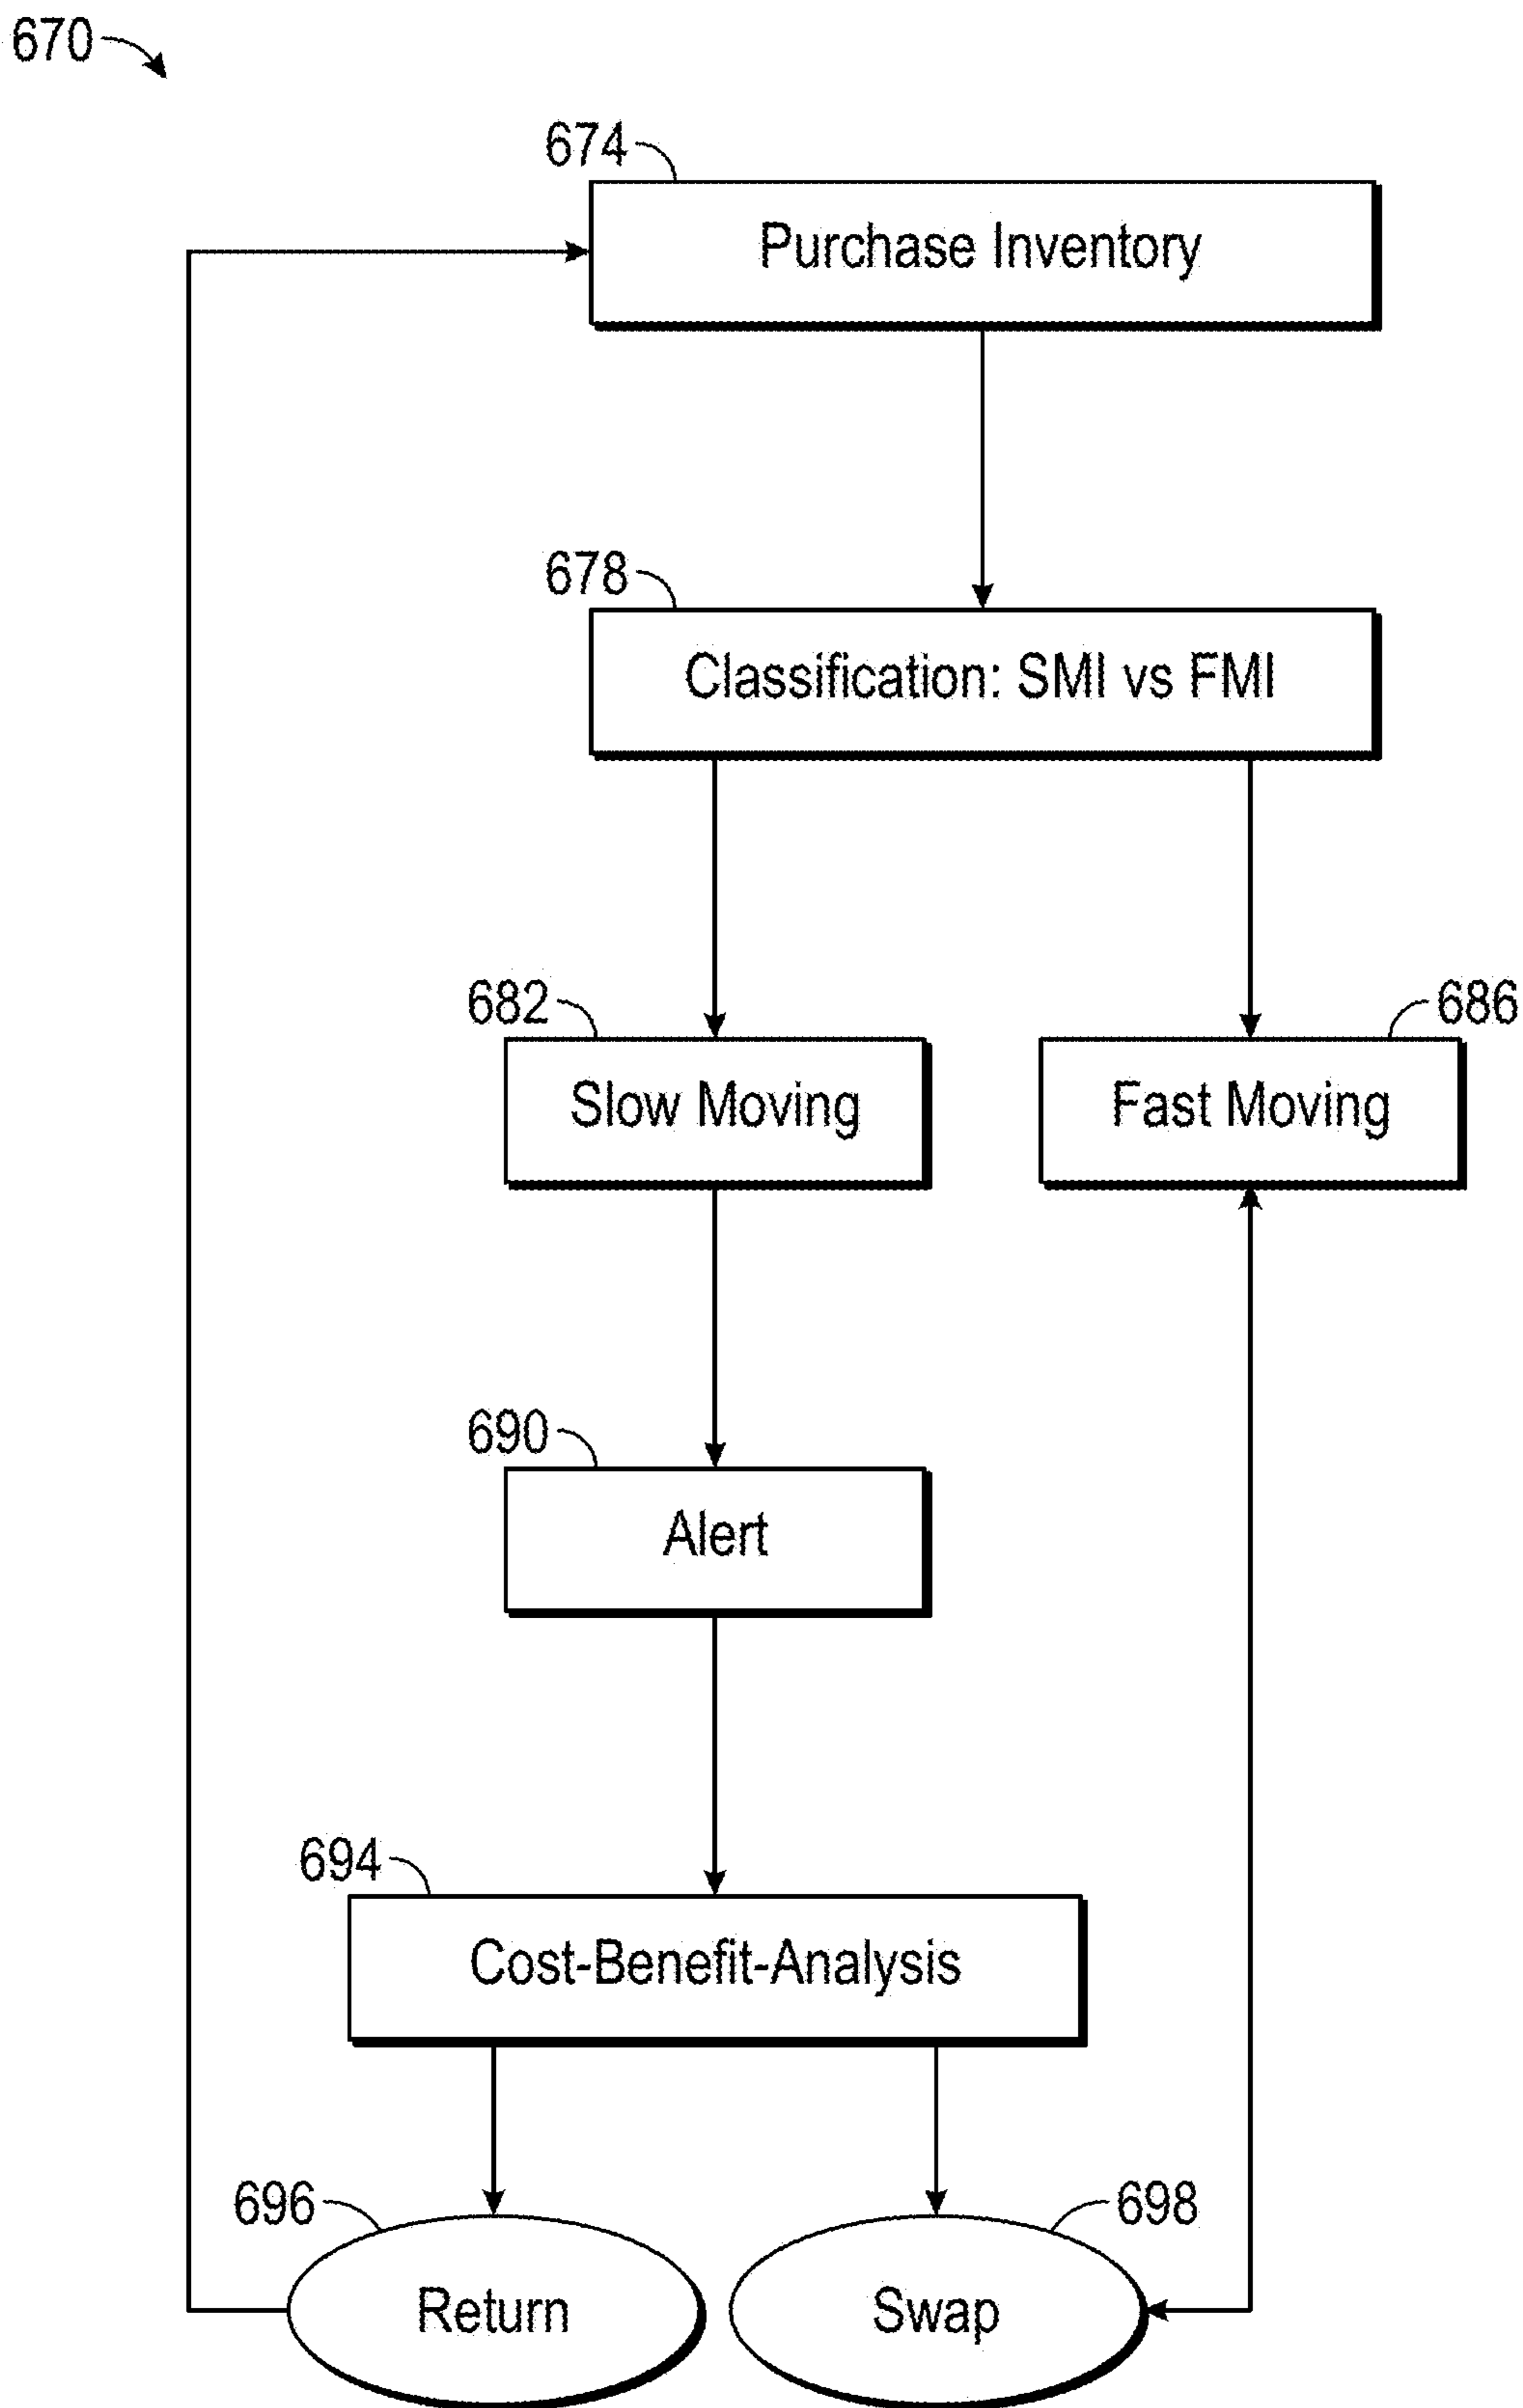 670
674
Purchase Inventory
678
Classification: SMI vs FMI
682
686
Slow Moving
Fast Moving
690
Alert
694
Cost-Benefit-Analysis
696
698
Return
Swap